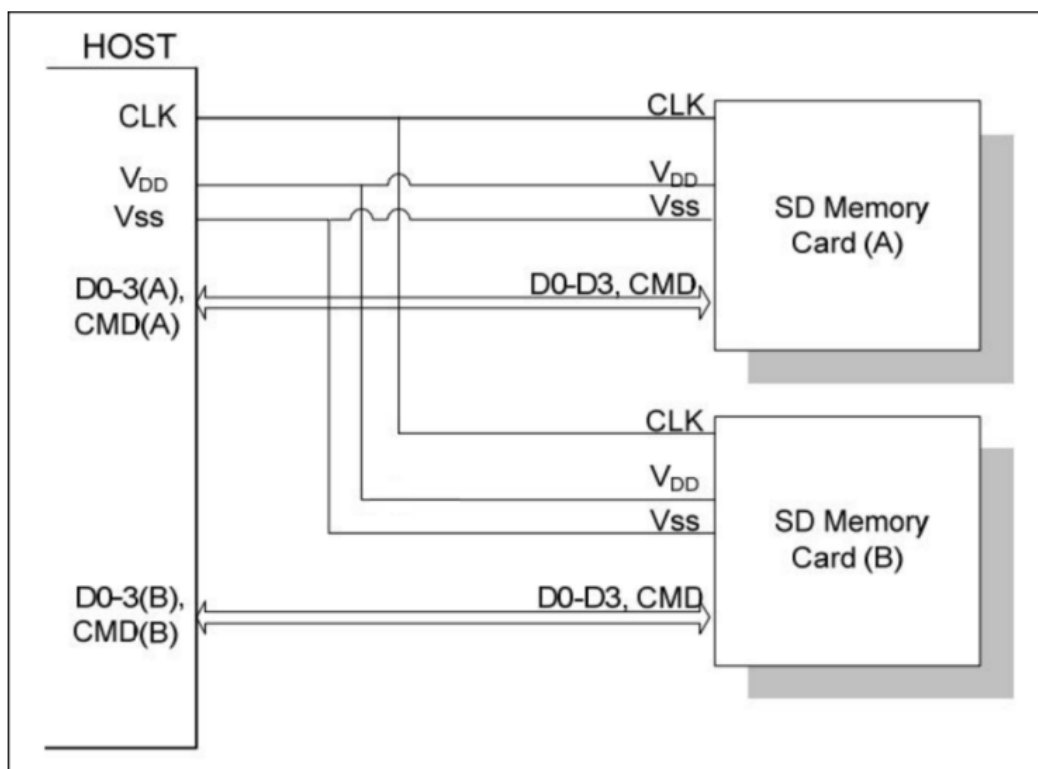 HOST
CLK
VDD
Vss
D0-3(A),
CMD(A)
CLK
VDD
Vss
D0-D3, CMD
SD Memory
Card (A)
CLK
VDD
Vss
SD Memory
Card (B)
D0-3(B),
CMD(B)
D0-D3, CMD